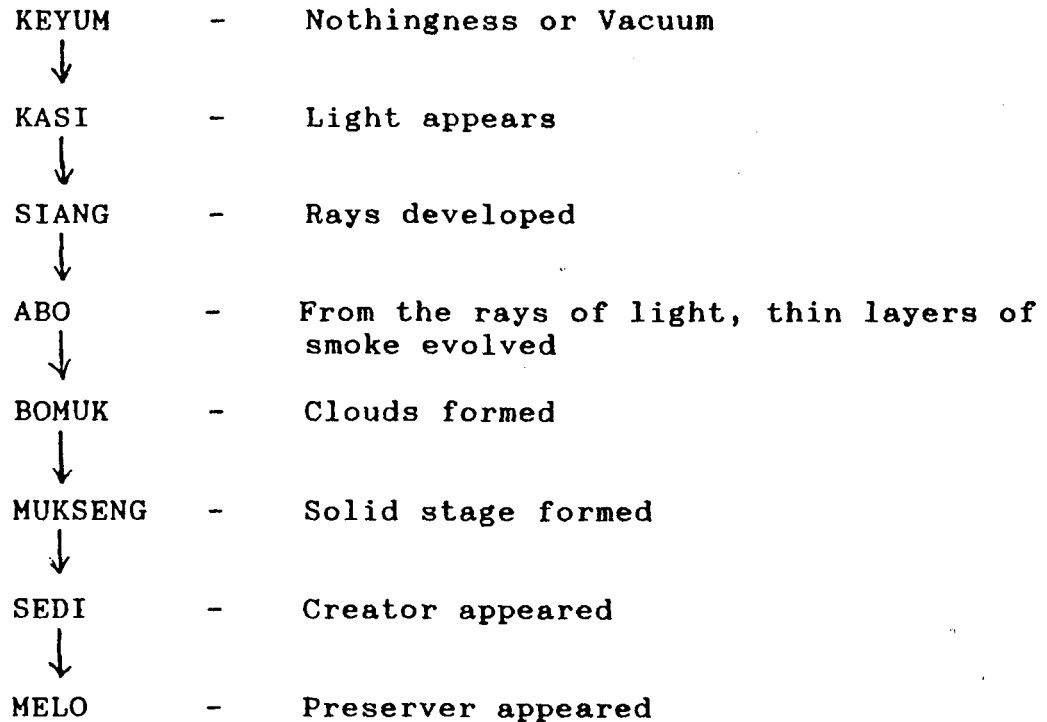 KEYUM - Nothingness or Vacuum
KASI - Light appears
SIANG - Rays developed
ABO - From the rays of light, thin layers of
smoke evolved
BOMUK - Clouds formed
MUKSENG - Solid stage formed
SEDI - Creator appeared
MELO - Preserver appeared